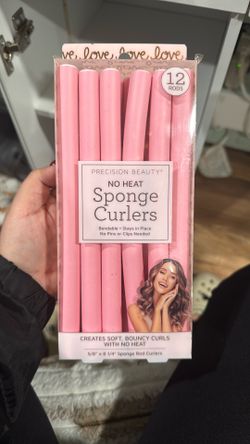 love. love. love. love.
12
RODS
PRECISION BEAUTY®
NO HEAT
Sponge
Curlers
Bendable • Stays in Place
No Pins or Clips Needed
CREATES SOFT, BOUNCY CURLS
WITH NO HEAT
5/8" x 8 1/4" Sponge Rod Curlers